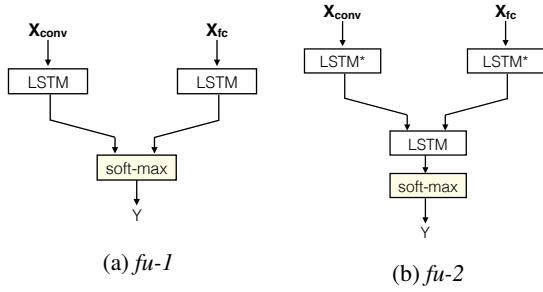 Xconv Xfc
LSTM LSTM
soft-max
Y
(a) fu-1
Xconv Xfc
LSTM* LSTM*
LSTM
soft-max
Y
(b) fu-2